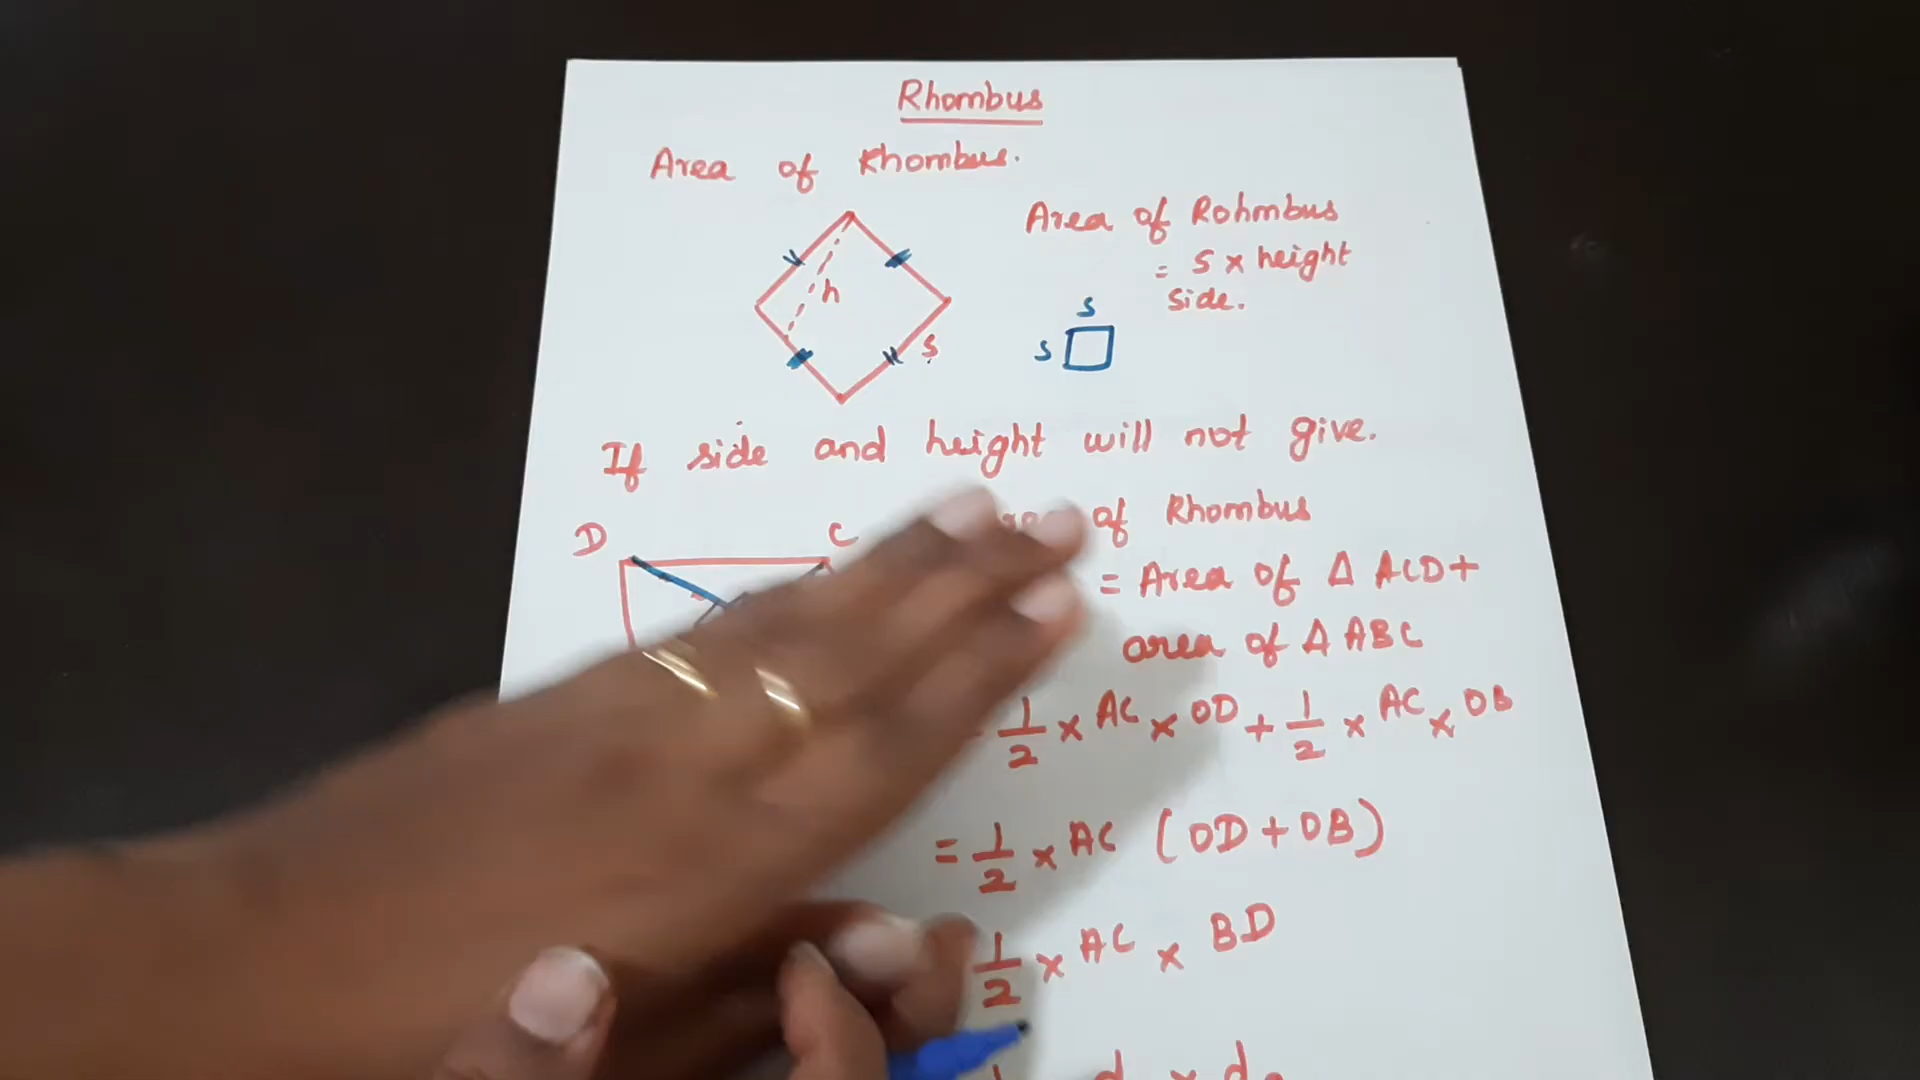 Rhombus
Area of Rhombus.
Area of Rohmbus
= S x height
side.
h
S
S
S
If side and height will not give.
D
C
of Rhombus
= Area of Δ ACD +
area of Δ ABC
1/2 x AC x OD + 1/2 x AC x OB
= 1/2 x AC (OD + OB)
1/2 x AC x BD
d x d